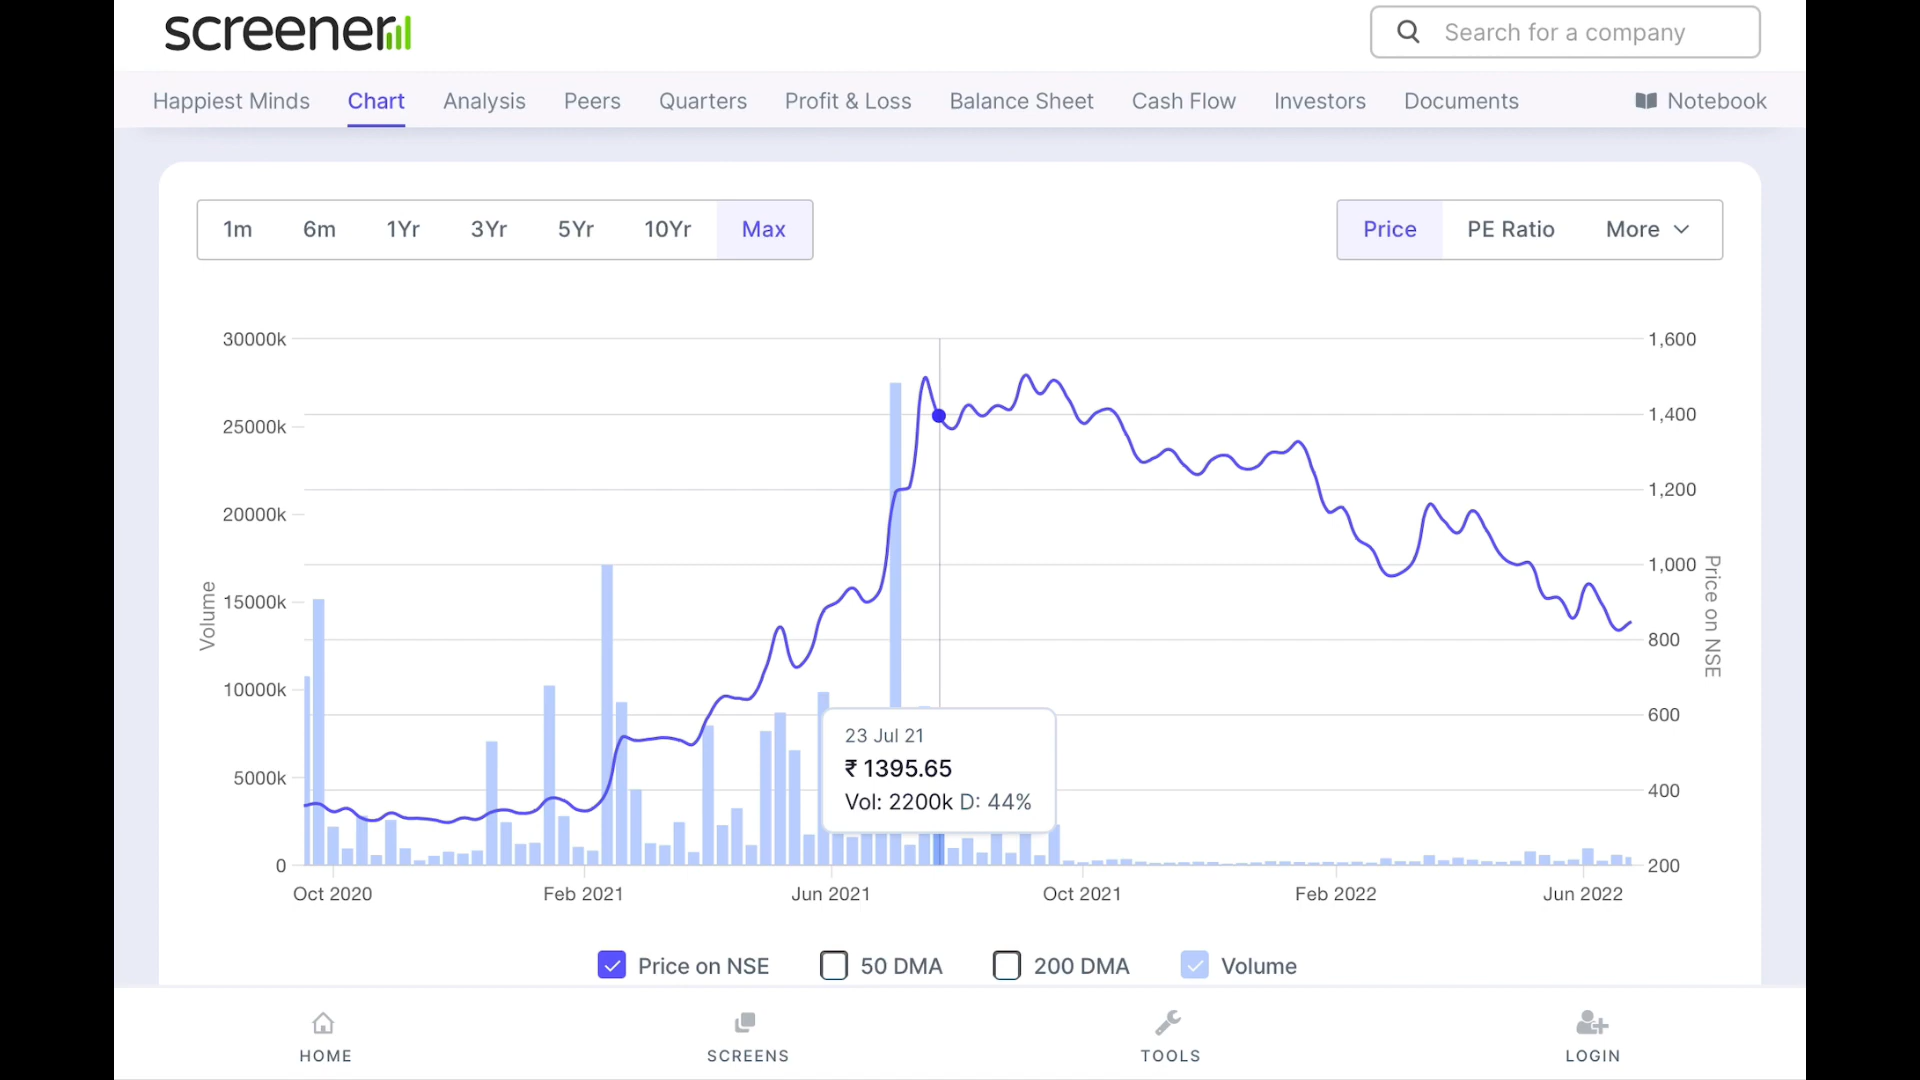 screener
Search for a company
Happiest Minds Chart Analysis Peers Quarters Profit & Loss Balance Sheet Cash Flow Investors Documents Notebook
1m 6m 1Yr 3Yr 5Yr 10Yr Max
Price PE Ratio More
30000k 1,600
1,400
25000k
1,200
20000k
1,000
15000k
800
10000k
600
5000k
400
0 200
Volume
Price on NSE
23 Jul 21
₹ 1395.65
Vol: 2200k D: 44%
Oct 2020 Feb 2021 Jun 2021 Oct 2021 Feb 2022 Jun 2022
Price on NSE 50 DMA 200 DMA Volume
HOME SCREENS TOOLS LOGIN